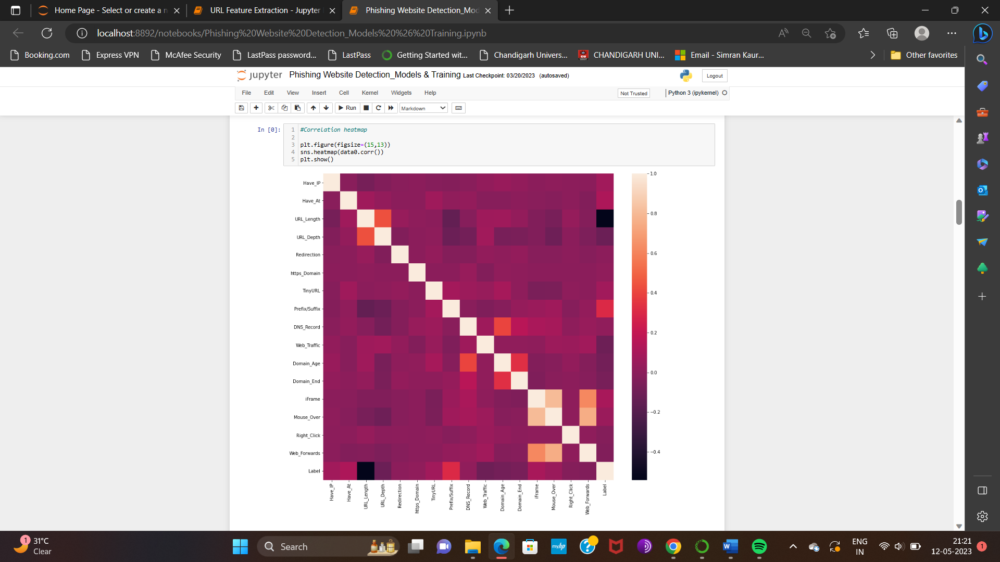 Home Page - Select or create a n
URL Feature Extraction - Jupyter
Phishing Website Detection_Mod
localhost:8892/notebooks/Phishing%20Website%20Detection_Models%20%26%20Training.ipynb
Booking.com
Express VPN
McAfee Security
LastPass password...
LastPass
Getting Started wit...
Chandigarh Univers...
CHANDIGARH UNI...
Email - Simran Kaur...
Other favorites
jupyter Phishing Website Detection_Models & Training Last Checkpoint: 03/20/2023 (autosaved)
Logout
File Edit View Insert Cell Kernel Widgets Help
Not Trusted
Python 3 (ipykernel)
Run
Markdown
In [0]:
1 #Correlation heatmap
2
3 plt.figure(figsize=(15,13))
4 sns.heatmap(data0.corr())
5 plt.show()
Have_IP
Have_At
URL_Length
URL_Depth
Redirection
https_Domain
TinyURL
Prefix/Suffix
DNS_Record
Web_Traffic
Domain_Age
Domain_End
iFrame
Mouse_Over
Right_Click
Web_Forwards
Label
Have_IP
Have_At
URL_Length
URL_Depth
Redirection
https_Domain
TinyURL
Prefix/Suffix
DNS_Record
Web_Traffic
Domain_Age
Domain_End
iFrame
Mouse_Over
Right_Click
Web_Forwards
Label
1.0
0.8
0.6
0.4
0.2
0.0
−0.2
−0.4
1
31°C
Clear
Search
myhp
ENG
IN
21:21
12-05-2023
1